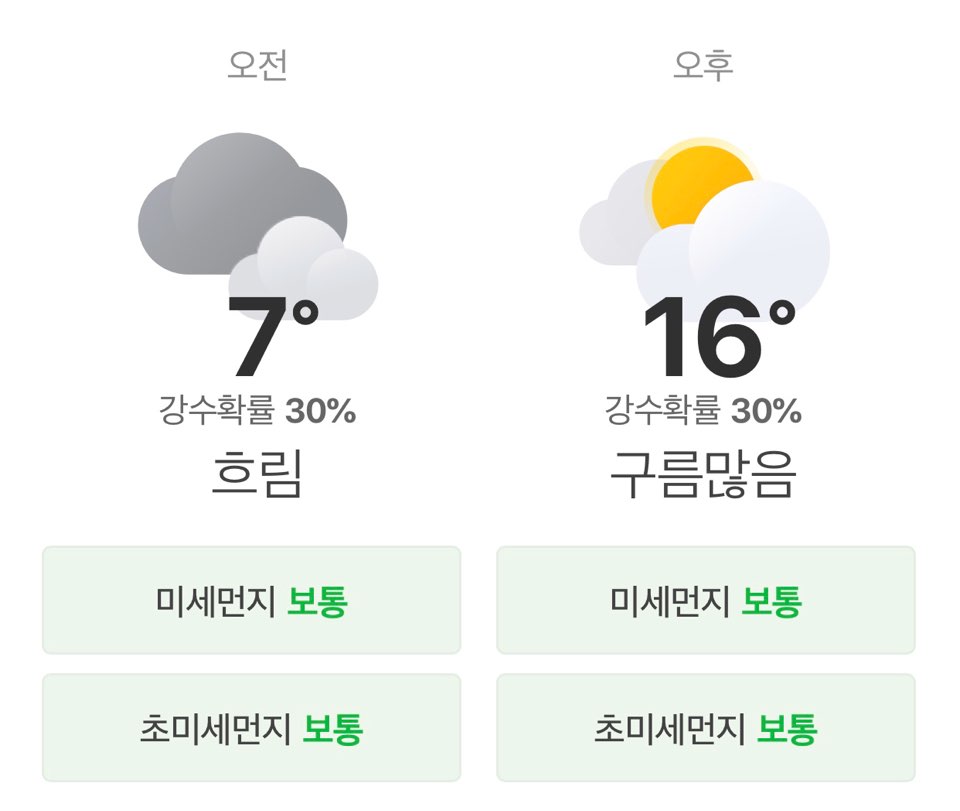 오전
오후
7°
16°
강수확률 30%
강수확률 30%
흐림
구름많음
미세먼지 보통
미세먼지 보통
초미세먼지 보통
초미세먼지 보통